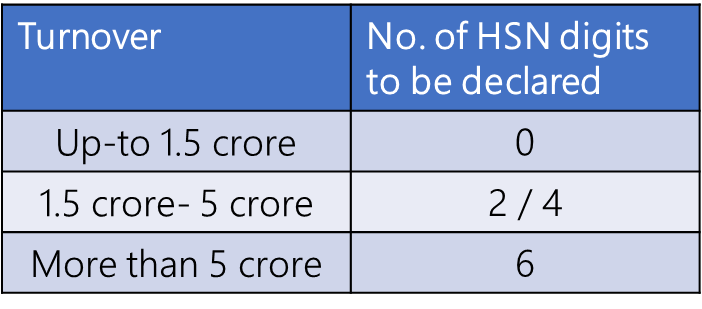 Turnover
No. of HSN digits
to be declared
Up-to 1.5 crore
0
1.5 crore- 5 crore
2 / 4
More than 5 crore
6